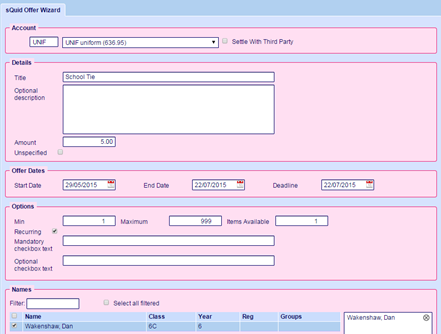 sQuid Offer Wizard
Account
UNIF UNIF uniform (636.95) Settle With Third Party
Details
Title School Tie
Optional
description
Amount 5.00
Unspecified
Offer Dates
Start Date 29/05/2015 End Date 22/07/2015 Deadline 22/07/2015
Options
Min 1 Maximum 999 Items Available 1
Recurring
Mandatory
checkbox text
Optional
checkbox text
Names
Filter: Select all filtered
Name Class Year Reg Groups Wakenshaw, Dan
Wakenshaw, Dan 6C 6